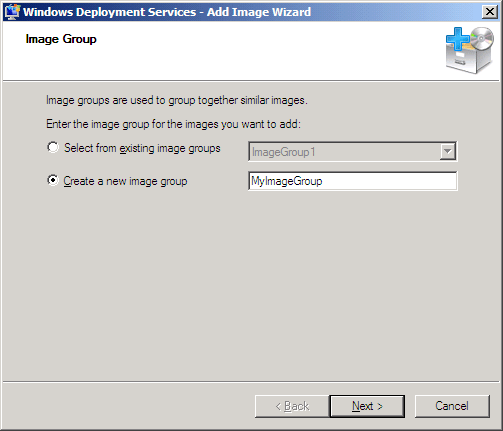 Windows Deployment Services - Add Image Wizard
Image Group
Image groups are used to group together similar images.
Enter the image group for the images you want to add:
Select from existing image groups
ImageGroup1
Create a new image group
MyImageGroup
< Back
Next >
Cancel